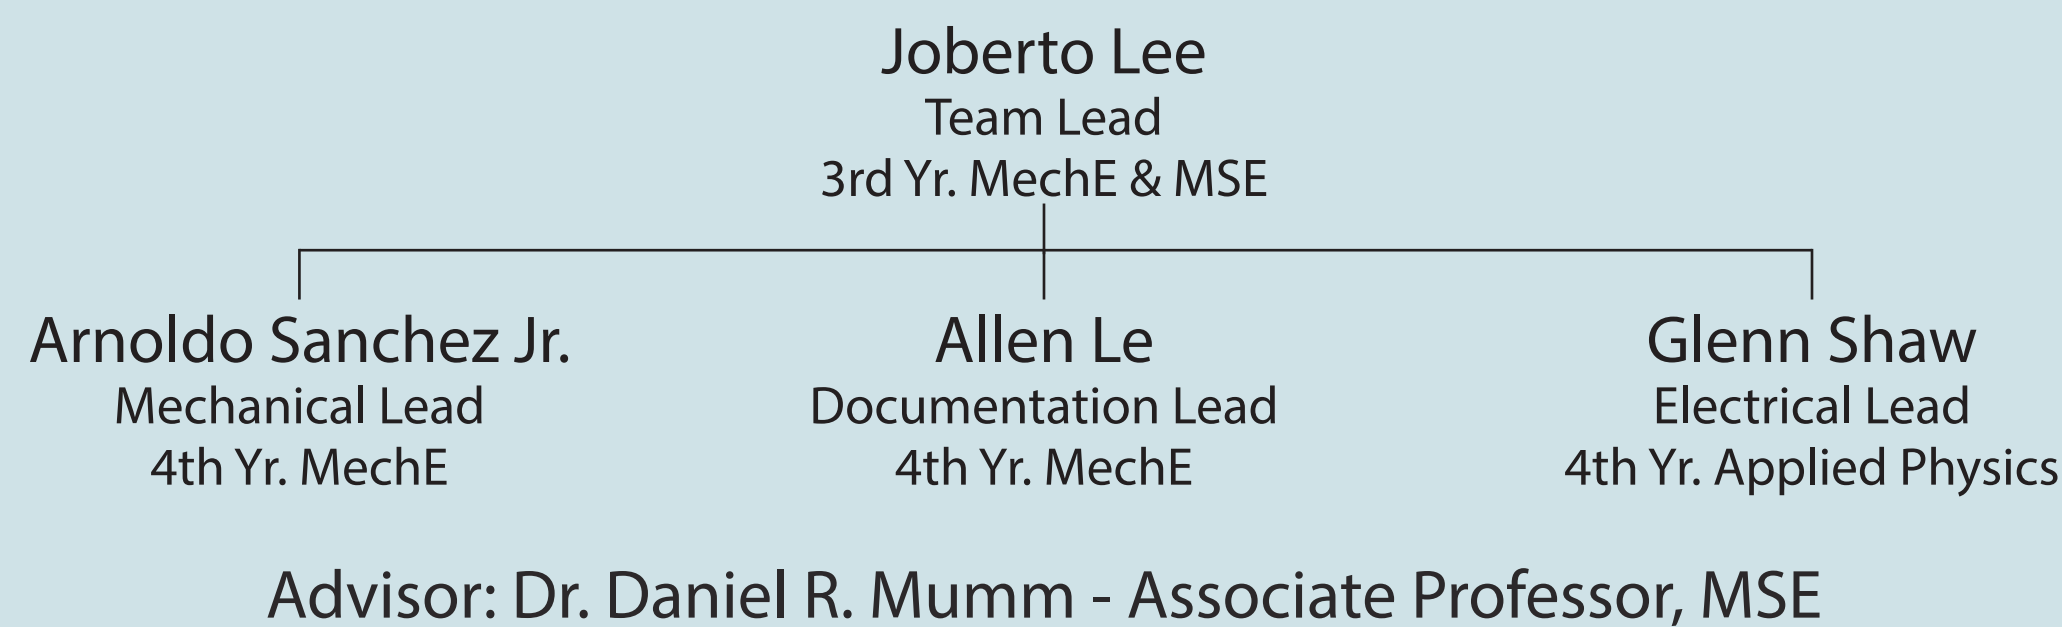 Joberto Lee
Team Lead
3rd Yr. MechE & MSE
Arnoldo Sanchez Jr.
Mechanical Lead
4th Yr. MechE
Allen Le
Documentation Lead
4th Yr. MechE
Glenn Shaw
Electrical Lead
4th Yr. Applied Physics
Advisor: Dr. Daniel R. Mumm - Associate Professor, MSE